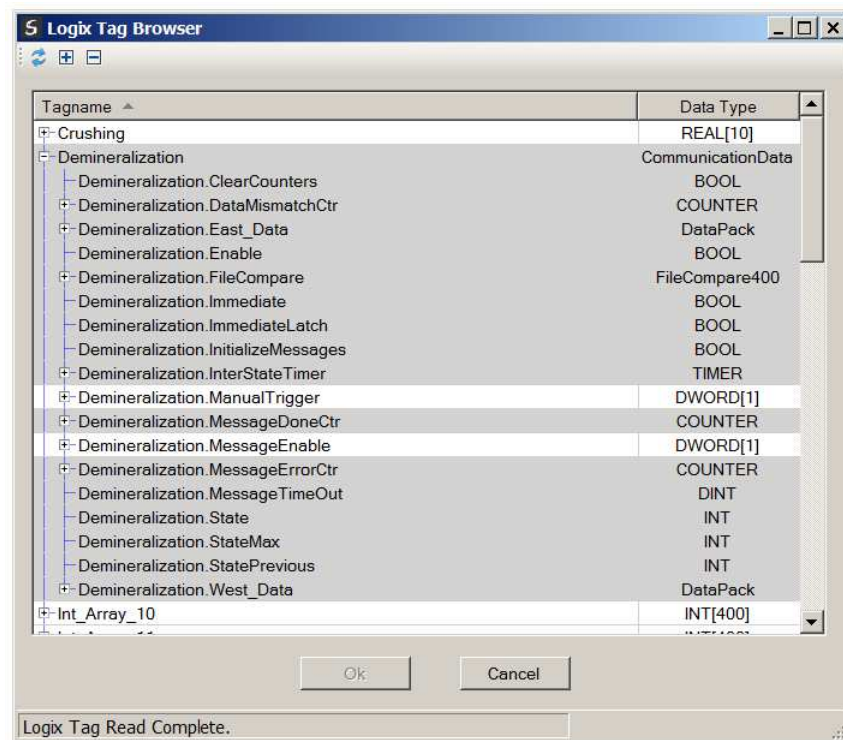 S Logix Tag Browser
Tagname Data Type
Crushing REAL[10]
Demineralization CommunicationData
Demineralization.ClearCounters BOOL
Demineralization.DataMismatchCtr COUNTER
Demineralization.East_Data DataPack
Demineralization.Enable BOOL
Demineralization.FileCompare FileCompare400
Demineralization.Immediate BOOL
Demineralization.ImmediateLatch BOOL
Demineralization.InitializeMessages BOOL
Demineralization.InterStateTimer TIMER
Demineralization.ManualTrigger DWORD[1]
Demineralization.MessageDoneCtr COUNTER
Demineralization.MessageEnable DWORD[1]
Demineralization.MessageErrorCtr COUNTER
Demineralization.MessageTimeOut DINT
Demineralization.State INT
Demineralization.StateMax INT
Demineralization.StatePrevious INT
Demineralization.West_Data DataPack
Int_Array_10 INT[400]
Ok Cancel
Logix Tag Read Complete.